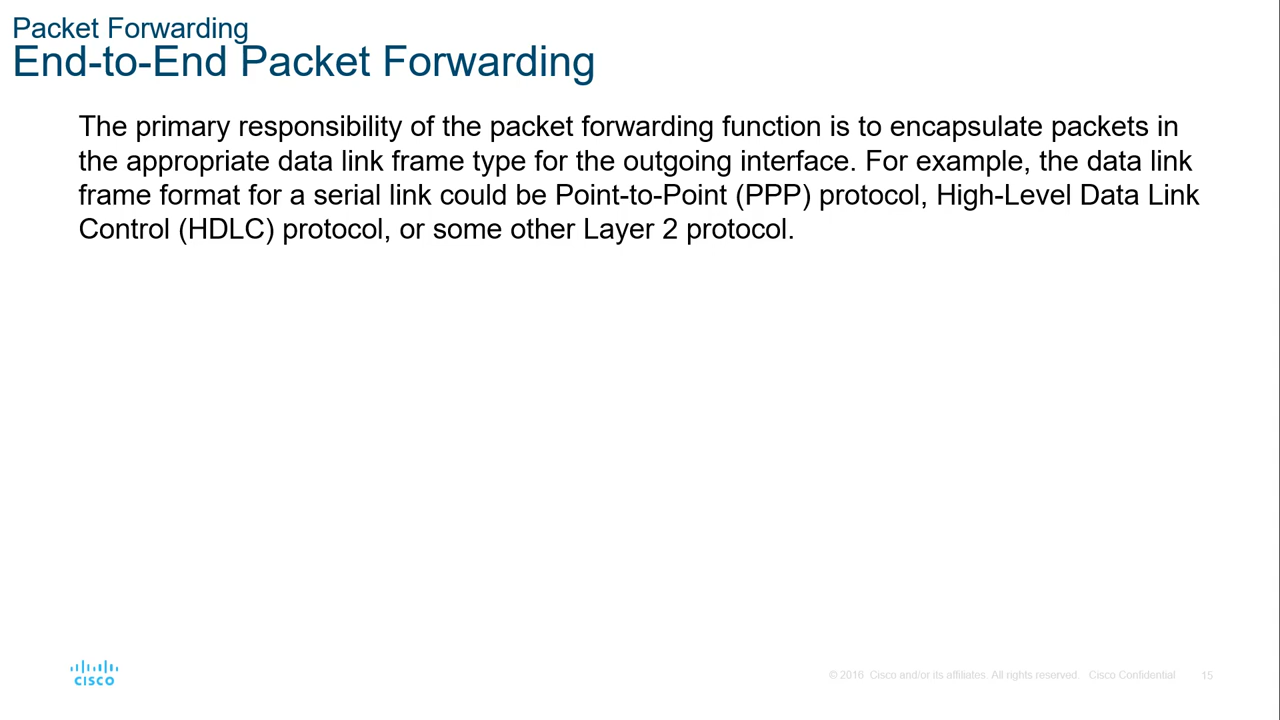 Packet Forwarding
End-to-End Packet Forwarding
The primary responsibility of the packet forwarding function is to encapsulate packets in
the appropriate data link frame type for the outgoing interface. For example, the data link
frame format for a serial link could be Point-to-Point (PPP) protocol, High-Level Data Link
Control (HDLC) protocol, or some other Layer 2 protocol.
CISCO
© 2016 Cisco and/or its affiliates. All rights reserved. Cisco Confidential 15